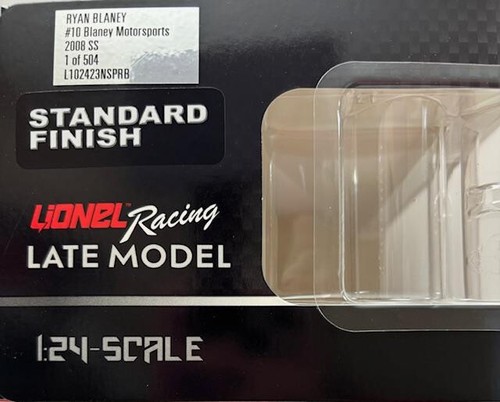 RYAN BLANEY
#10 Blaney Motorsports
2008 SS
1 of 504
L102423NSPRB
STANDARD
FINISH
LIONEL™ Racing
LATE MODEL
1:24-SCALE